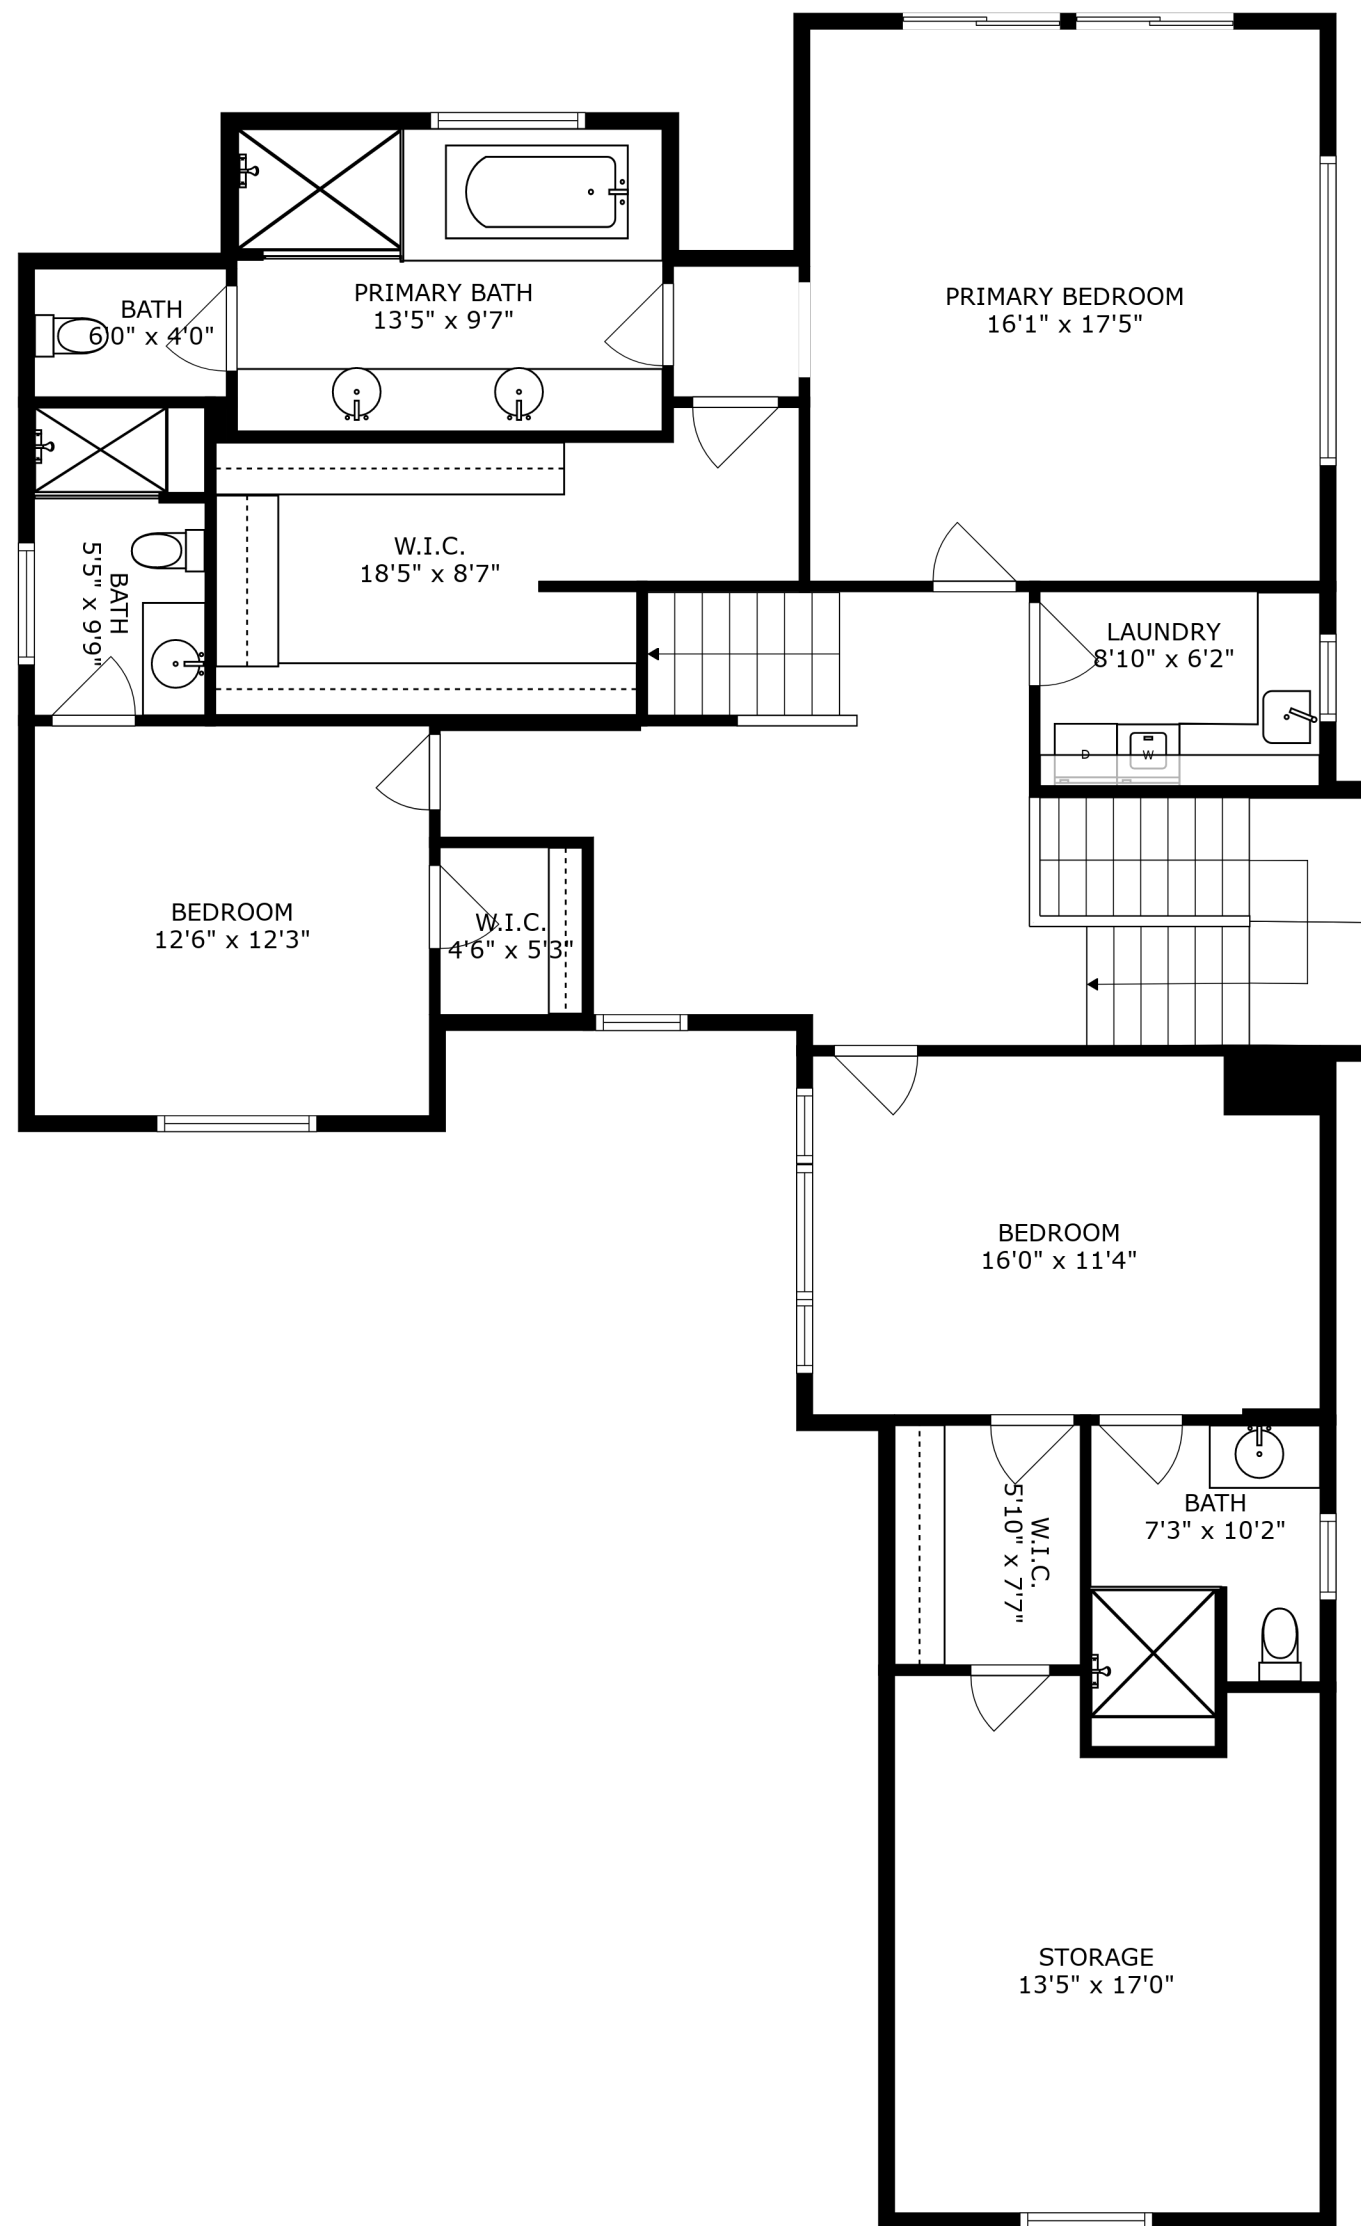 PRIMARY BEDROOM
16'1" x 17'5"
PRIMARY BATH
13'5" x 9'7"
BATH
6'0" x 4'0"
W.I.C.
18'5" x 8'7"
BATH
5'5" x 9'9"
LAUNDRY
8'10" x 6'2"
D
W
BEDROOM
12'6" x 12'3"
W.I.C.
4'6" x 5'3"
BEDROOM
16'0" x 11'4"
W.I.C.
5'10" x 7'7"
BATH
7'3" x 10'2"
STORAGE
13'5" x 17'0"